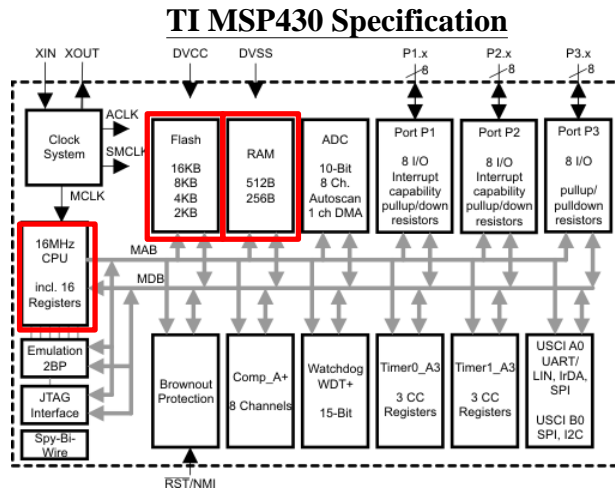 TI MSP430 Specification
XIN
XOUT
DVCC
DVSS
P1.x
P2.x
P3.x
8
8
8
ACLK
SMCLK
MCLK
Clock
System
Flash
16KB
8KB
4KB
2KB
RAM
512B
256B
ADC
10-Bit
8 Ch.
Autoscan
1 ch DMA
Port P1
8 I/O
Interrupt
capability
pullup/down
resistors
Port P2
8 I/O
Interrupt
capability
pullup/down
resistors
Port P3
8 I/O
pullup/
pulldown
resistors
16MHz
CPU
incl. 16
Registers
MAB
MDB
Emulation
2BP
JTAG
Interface
Spy-Bi-
Wire
Brownout
Protection
Comp_A+
8 Channels
Watchdog
WDT+
15-Bit
Timer0_A3
3 CC
Registers
Timer1_A3
3 CC
Registers
USCI A0
UART/
LIN, IrDA,
SPI
USCI B0
SPI, I2C
RST/NMI